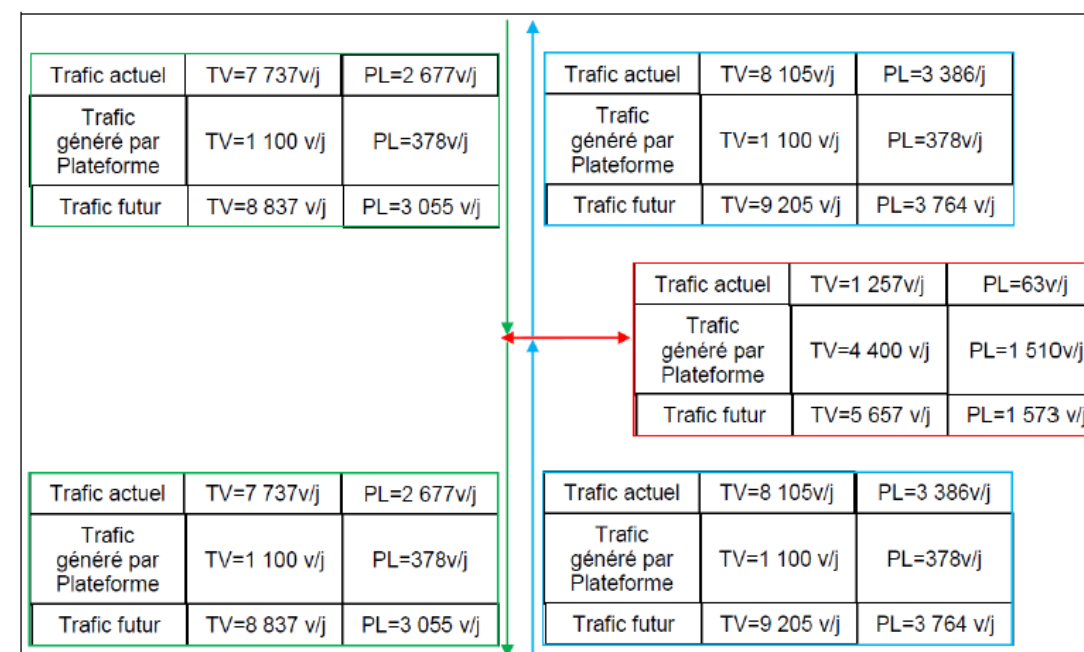 Trafic actuel TV=7 737v/j PL=2 677v/j
Trafic
généré par
Plateforme
TV=1 100 v/j PL=378v/j
Trafic futur TV=8 837 v/j PL=3 055 v/j
Trafic actuel TV=8 105v/j PL=3 386/j
Trafic
généré par
Plateforme
TV=1 100 v/j PL=378v/j
Trafic futur TV=9 205 v/j PL=3 764 v/j
Trafic actuel TV=1 257v/j PL=63v/j
Trafic
généré par
Plateforme
TV=4 400 v/j PL=1 510v/j
Trafic futur TV=5 657 v/j PL=1 573 v/j
Trafic actuel TV=7 737v/j PL=2 677v/j
Trafic
généré par
Plateforme
TV=1 100 v/j PL=378v/j
Trafic futur TV=8 837 v/j PL=3 055 v/j
Trafic actuel TV=8 105v/j PL=3 386v/j
Trafic
généré par
Plateforme
TV=1 100 v/j PL=378v/j
Trafic futur TV=9 205 v/j PL=3 764 v/j